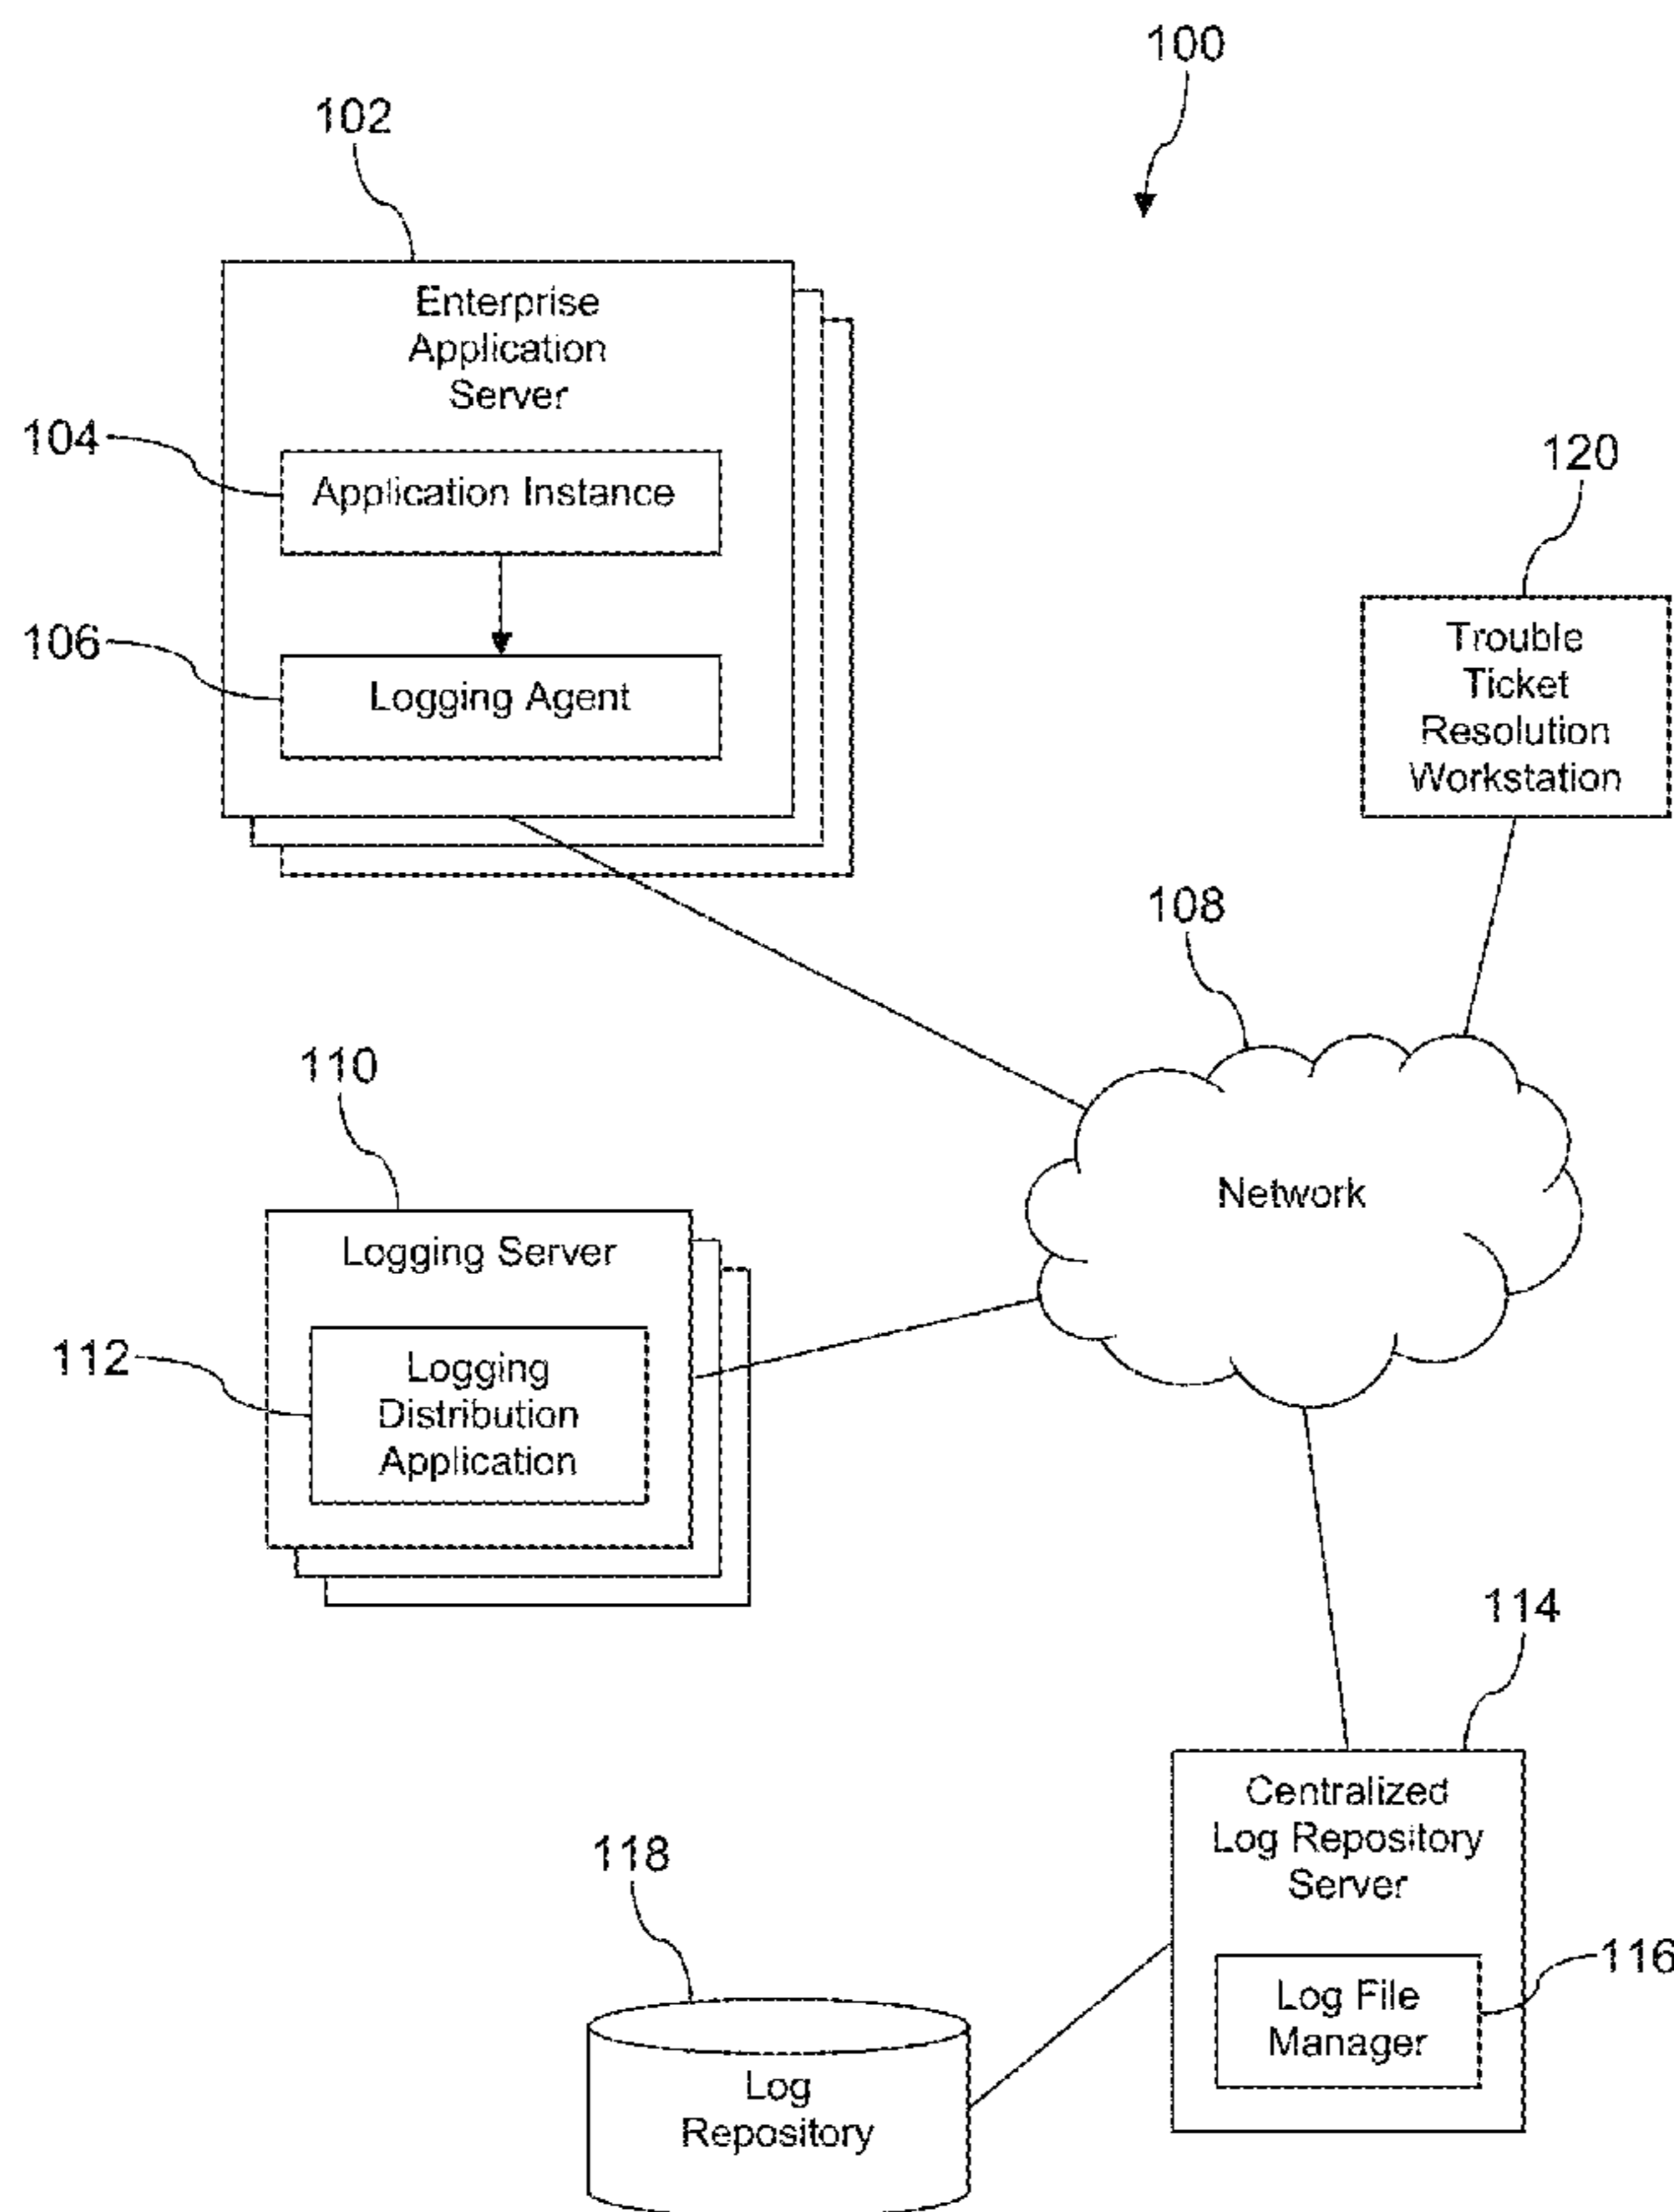 100
102
Enterprise
Application
Server
104
Application Instance
106
Logging Agent
120
Trouble
Ticket
Resolution
Workstation
108
Network
110
Logging Server
112
Logging
Distribution
Application
114
Centralized
Log Repository
Server
116
Log File
Manager
118
Log
Repository